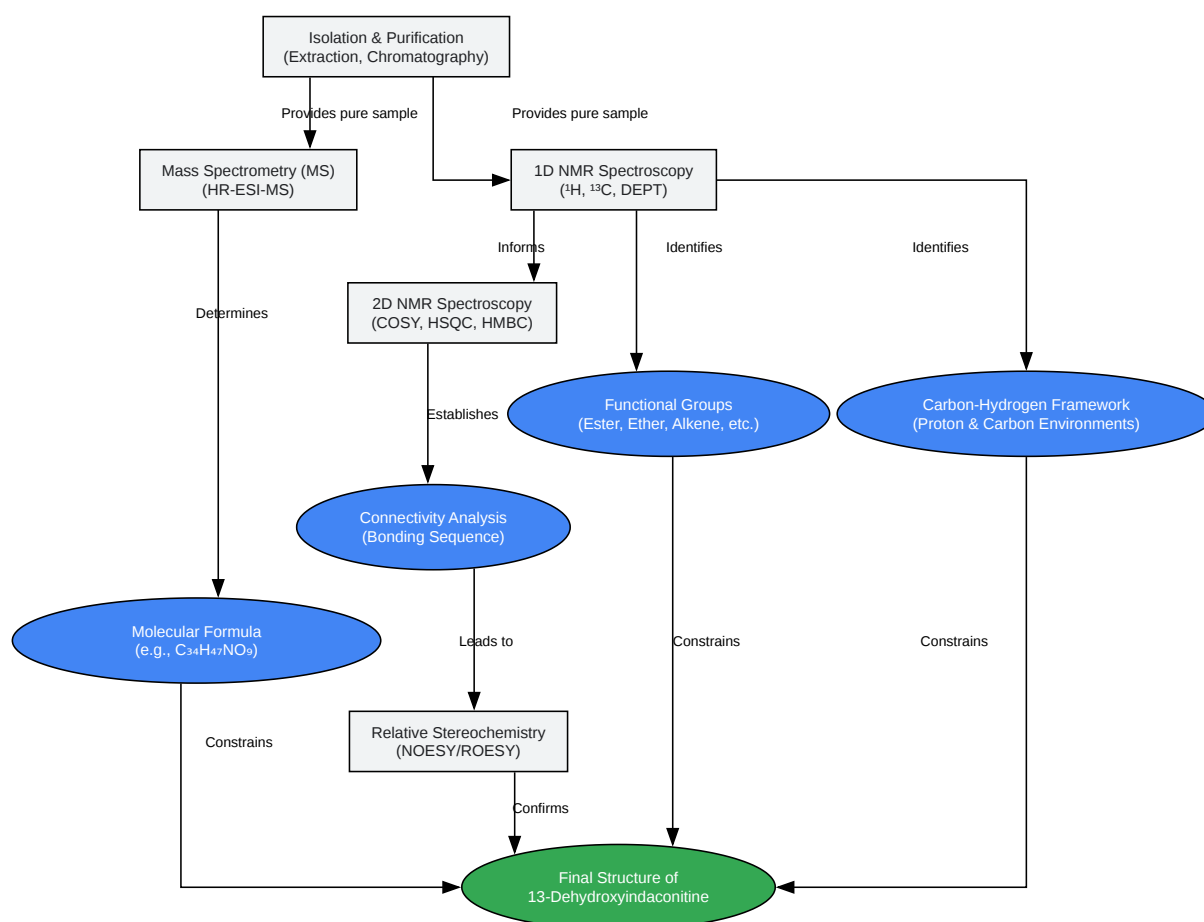 Isolation & Purification
(Extraction, Chromatography)
Provides pure sample
Provides pure sample
Mass Spectrometry (MS)
(HR-ESI-MS)
1D NMR Spectroscopy
(¹H, ¹³C, DEPT)
Informs
Identifies
Identifies
2D NMR Spectroscopy
(COSY, HSQC, HMBC)
Determines
Functional Groups
(Ester, Ether, Alkene, etc.)
Carbon-Hydrogen Framework
(Proton & Carbon Environments)
Establishes
Connectivity Analysis
(Bonding Sequence)
Molecular Formula
(e.g., C₃₄H₄₇NO₉)
Leads to
Constrains
Constrains
Relative Stereochemistry
(NOESY/ROESY)
Constrains
Confirms
Final Structure of
13-Dehydroxyindaconitine